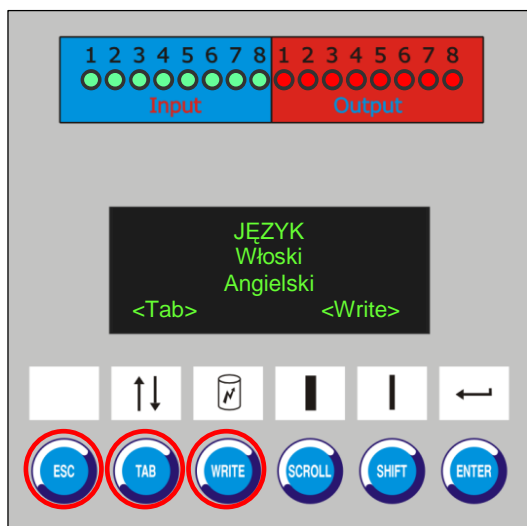 1 2 3 4 5 6 7 8 1 2 3 4 5 6 7 8
Input Output
JĘZYK
Włoski
Angielski
<Tab> <Write>
ESC TAB WRITE SCROLL SHIFT ENTER